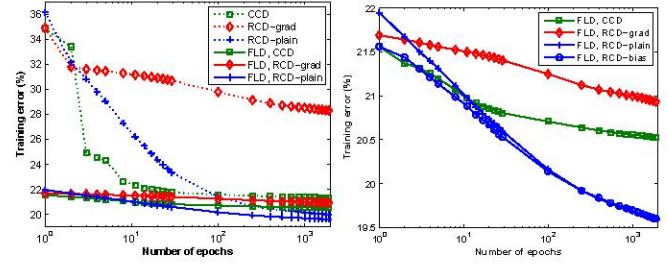 36
34
32
30
28
26
24
22
20
Training error (%)
10^0
10^1
10^2
10^3
Number of epochs
CCD
RCD-grad
RCD-plain
FLD, CCD
FLD, RCD-grad
FLD, RCD-plain
22
21.5
21
20.5
20
19.5
Training error (%)
10^0
10^1
10^2
10^3
Number of epochs
FLD, CCD
FLD, RCD-grad
FLD, RCD-plain
FLD, RCD-bias